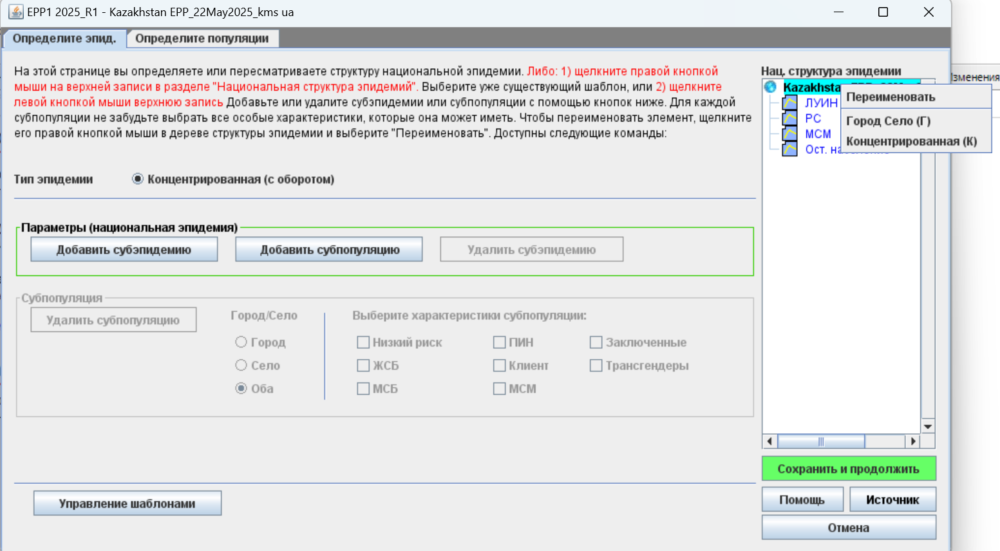 EPP1 2025_R1 - Kazakhstan EPP_22May2025_kms ua
Определите эпид.
Определите популяции
На этой странице вы определяете или пересматриваете структуру национальной эпидемии. Либо: 1) щелкните правой кнопкой
мыши на верхней записи в разделе "Национальная структура эпидемий". Выберите уже существующий шаблон, или 2) щелкните
левой кнопкой мыши верхнюю запись Добавьте или удалите субэпидемии или субпопуляции с помощью кнопок ниже. Для каждой
субпопуляции не забудьте выбрать все особые характеристики, которые она может иметь. Чтобы переименовать элемент, щелкните
его правой кнопкой мыши в дереве структуры эпидемии и выберите "Переименовать". Доступны следующие команды:
Тип эпидемии
Концентрированная (с оборотом)
Параметры (национальная эпидемия)
Добавить субэпидемию
Добавить субпопуляцию
Удалить субэпидемию
Субпопуляция
Удалить субпопуляцию
Город/Село
Город
Село
Оба
Выберите характеристики субпопуляции:
Низкий риск
ПИН
Заключенные
ЖСБ
Клиент
Трансгендеры
МСБ
МСМ
Управление шаблонами
Нац. структура эпидемии
Kazakhsta
ЛУИН
РС
МСМ
Ост.
Переименовать
Город Село (Г)
Концентрированная (К)
Изменения
Сохранить и продолжить
Помощь
Источник
Отмена